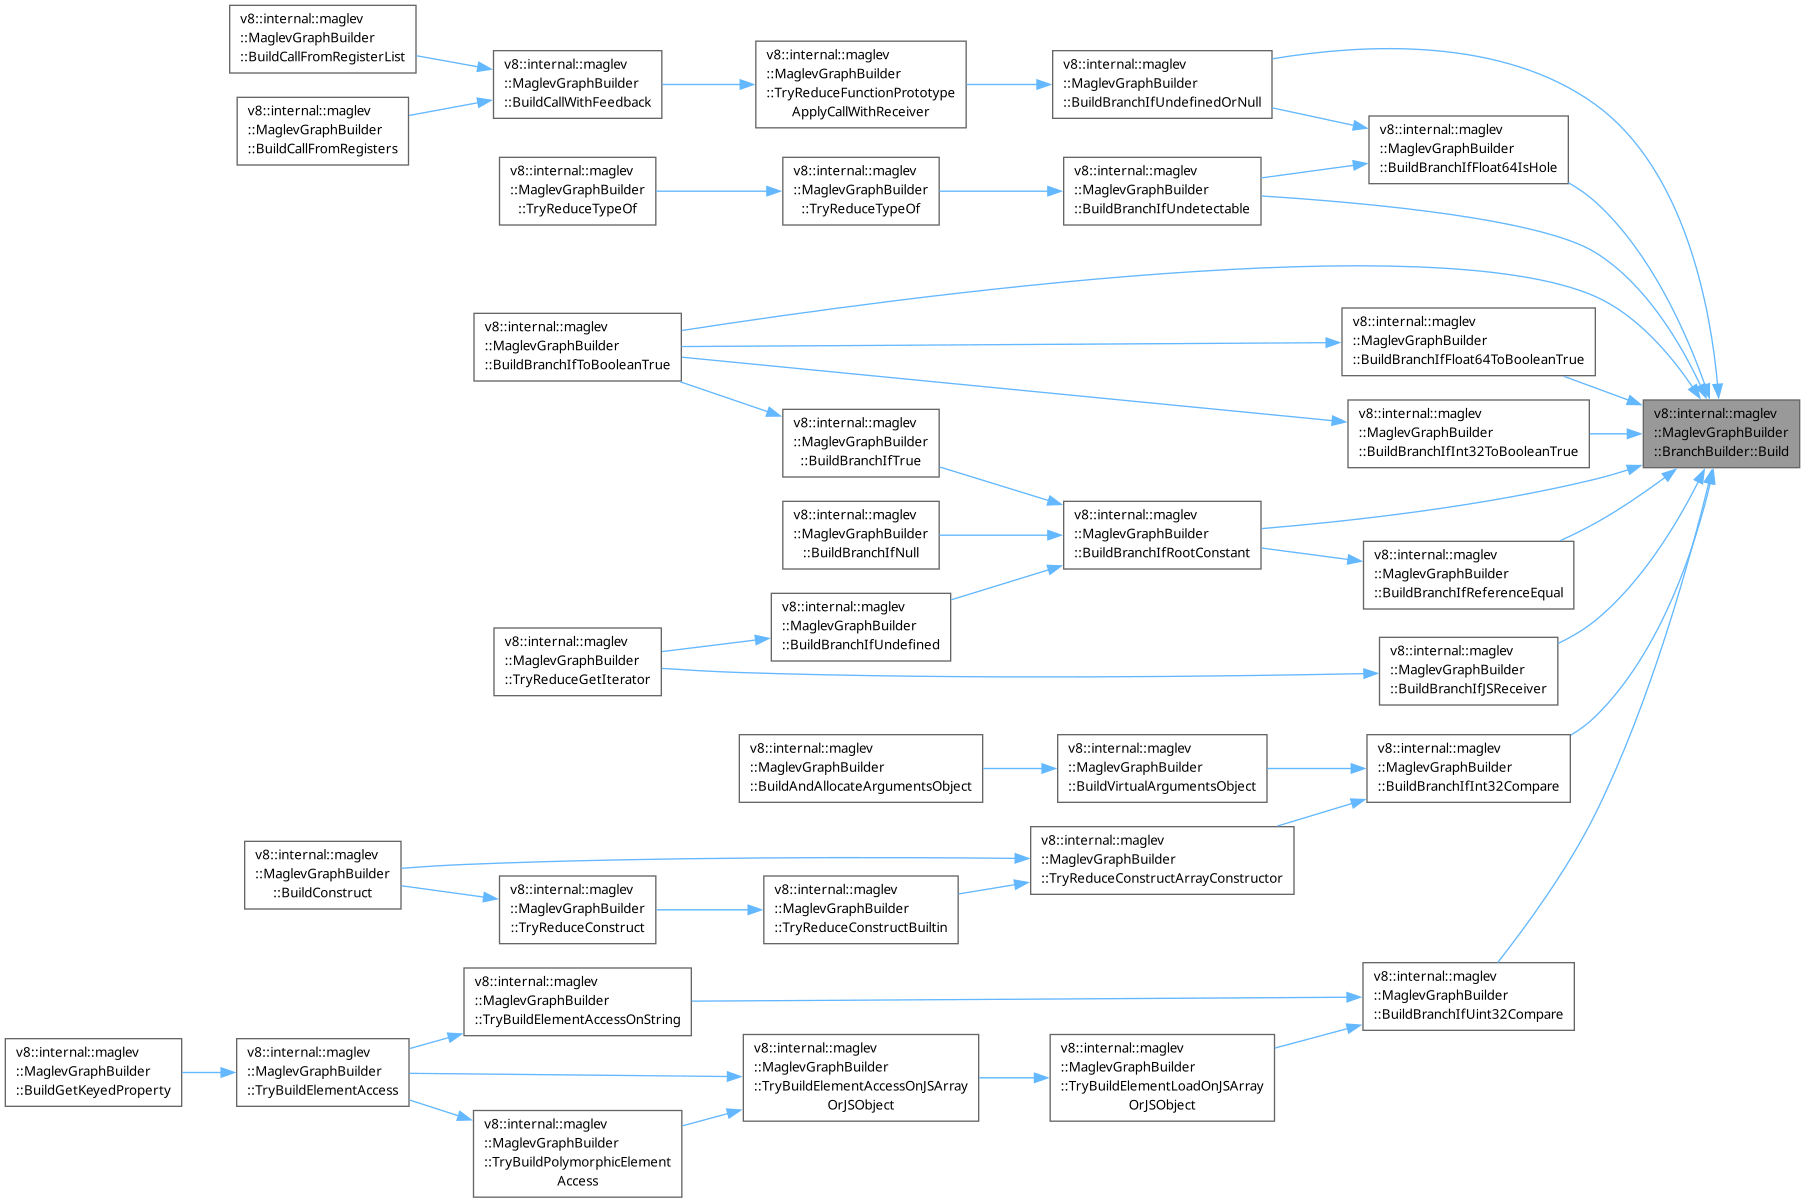 v8::internal::maglev
::MaglevGraphBuilder
::BuildCallFromRegisterList
v8::internal::maglev
::MaglevGraphBuilder
::BuildCallFromRegisters
v8::internal::maglev
::MaglevGraphBuilder
::BuildCallWithFeedback
v8::internal::maglev
::MaglevGraphBuilder
::TryReduceFunctionPrototype
ApplyCallWithReceiver
v8::internal::maglev
::MaglevGraphBuilder
::BuildBranchIfUndefinedOrNull
v8::internal::maglev
::MaglevGraphBuilder
::BuildBranchIfFloat64IsHole
v8::internal::maglev
::MaglevGraphBuilder
::TryReduceTypeOf
v8::internal::maglev
::MaglevGraphBuilder
::TryReduceTypeOf
v8::internal::maglev
::MaglevGraphBuilder
::BuildBranchIfUndetectable
v8::internal::maglev
::MaglevGraphBuilder
::BuildBranchIfToBooleanTrue
v8::internal::maglev
::MaglevGraphBuilder
::BuildBranchIfFloat64ToBooleanTrue
v8::internal::maglev
::MaglevGraphBuilder
::BuildBranchIfInt32ToBooleanTrue
v8::internal::maglev
::MaglevGraphBuilder
::BranchBuilder::Build
v8::internal::maglev
::MaglevGraphBuilder
::BuildBranchIfTrue
v8::internal::maglev
::MaglevGraphBuilder
::BuildBranchIfNull
v8::internal::maglev
::MaglevGraphBuilder
::BuildBranchIfRootConstant
v8::internal::maglev
::MaglevGraphBuilder
::BuildBranchIfReferenceEqual
v8::internal::maglev
::MaglevGraphBuilder
::BuildBranchIfUndefined
v8::internal::maglev
::MaglevGraphBuilder
::TryReduceGetIterator
v8::internal::maglev
::MaglevGraphBuilder
::BuildBranchIfJSReceiver
v8::internal::maglev
::MaglevGraphBuilder
::BuildAndAllocateArgumentsObject
v8::internal::maglev
::MaglevGraphBuilder
::BuildVirtualArgumentsObject
v8::internal::maglev
::MaglevGraphBuilder
::BuildBranchIfInt32Compare
v8::internal::maglev
::MaglevGraphBuilder
::BuildConstruct
v8::internal::maglev
::MaglevGraphBuilder
::TryReduceConstruct
v8::internal::maglev
::MaglevGraphBuilder
::TryReduceConstructBuiltin
v8::internal::maglev
::MaglevGraphBuilder
::TryReduceConstructArrayConstructor
v8::internal::maglev
::MaglevGraphBuilder
::TryBuildElementAccessOnString
v8::internal::maglev
::MaglevGraphBuilder
::BuildBranchIfUint32Compare
v8::internal::maglev
::MaglevGraphBuilder
::BuildGetKeyedProperty
v8::internal::maglev
::MaglevGraphBuilder
::TryBuildElementAccess
v8::internal::maglev
::MaglevGraphBuilder
::TryBuildElementAccessOnJSArray
OrJSObject
v8::internal::maglev
::MaglevGraphBuilder
::TryBuildElementLoadOnJSArray
OrJSObject
v8::internal::maglev
::MaglevGraphBuilder
::TryBuildPolymorphicElement
Access